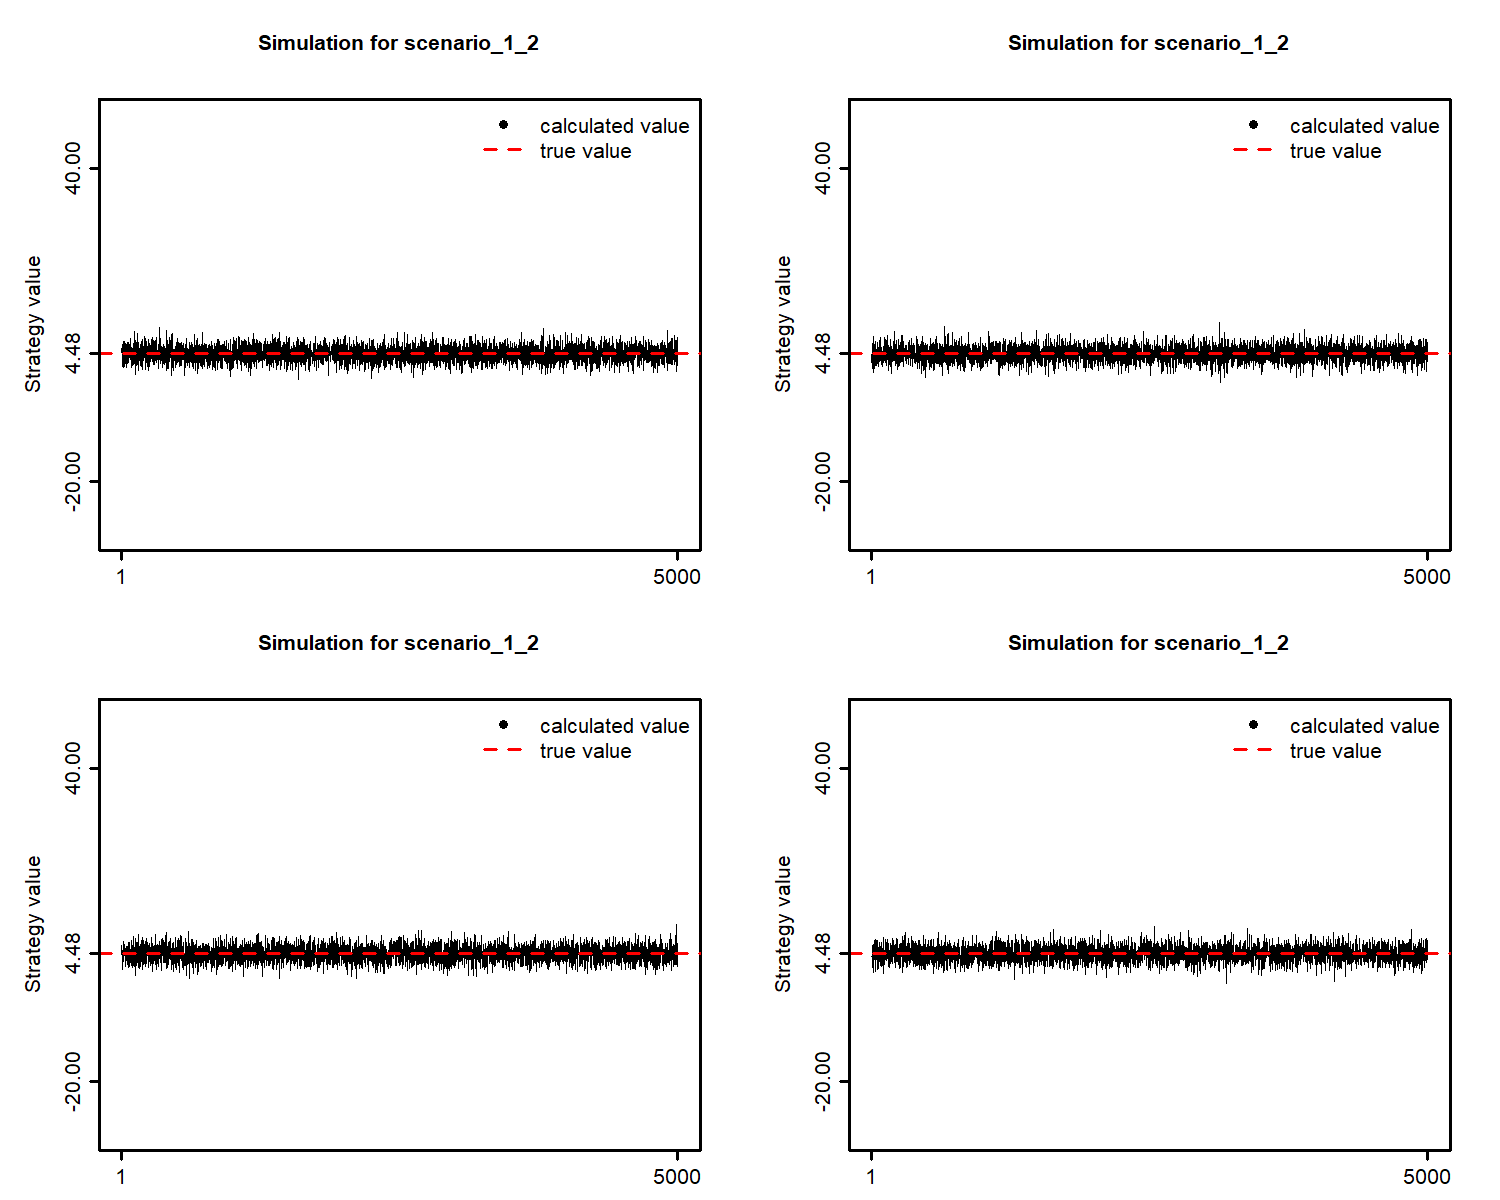 Simulation for scenario_1_2
calculated value
true value
40.00
4.48
-20.00
Strategy value
1
5000
Simulation for scenario_1_2
calculated value
true value
40.00
4.48
-20.00
Strategy value
1
5000
Simulation for scenario_1_2
calculated value
true value
40.00
4.48
-20.00
Strategy value
1
5000
Simulation for scenario_1_2
calculated value
true value
40.00
4.48
-20.00
Strategy value
1
5000